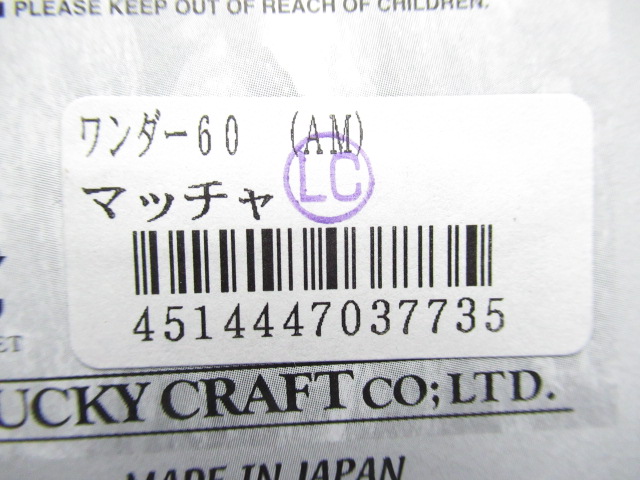 PLEASE KEEP OUT OF REACH OF CHILDREN.
ワンダー60 (AM)
マッチャ
LC
4514447037735
ET
UCKY CRAFT CO;LTD.
MADE IN JAPAN